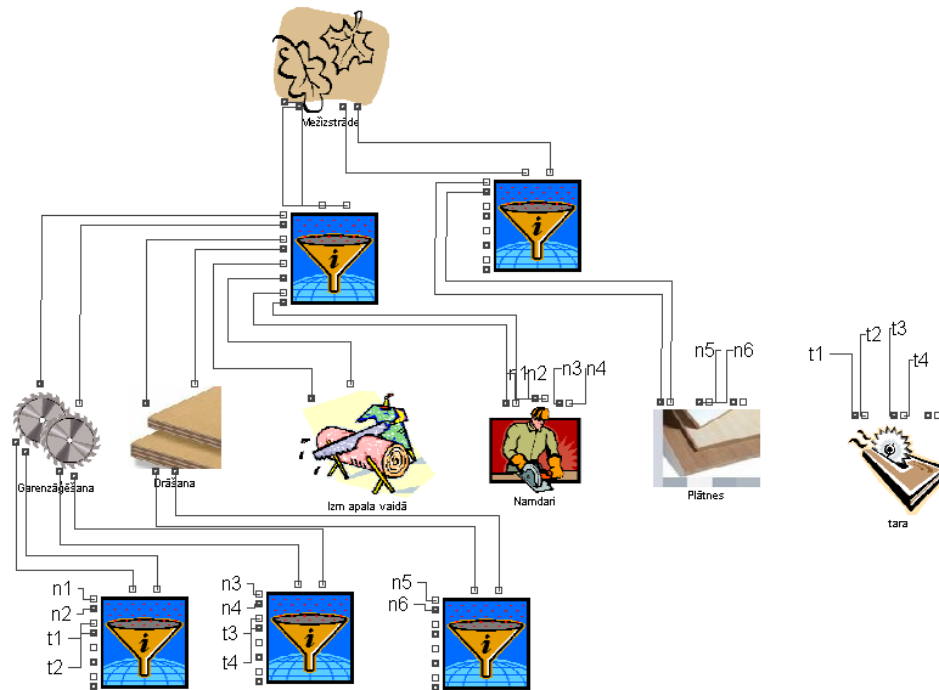 Mežizstrāde
n5 n6
t1 t2 t3
t4
n1 n2 n3 n4
Garenzāģēšana
Drāšana
Izm apaļa vaidā
Namdari
Plātnes
tara
n1
n2
t1
t2
n3
n4
t3
t4
n5
n6
i
i
i
i
i